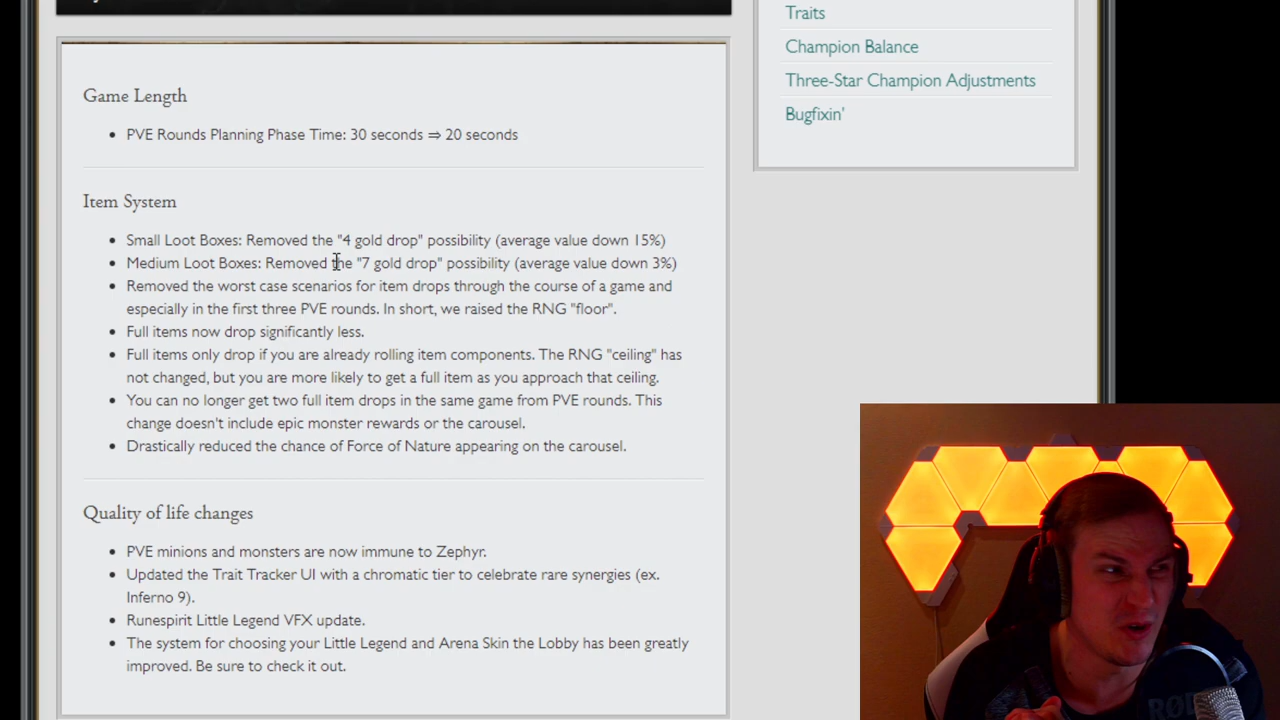 Traits
Champion Balance
Three-Star Champion Adjustments
Bugfixin'
Game Length
• PVE Rounds Planning Phase Time: 30 seconds ⇒ 20 seconds
Item System
• Small Loot Boxes: Removed the "4 gold drop" possibility (average value down 15%)
• Medium Loot Boxes: Removed the "7 gold drop" possibility (average value down 3%)
• Removed the worst case scenarios for item drops through the course of a game and
especially in the first three PVE rounds. In short, we raised the RNG "floor".
• Full items now drop significantly less.
• Full items only drop if you are already rolling item components. The RNG "ceiling" has
not changed, but you are more likely to get a full item as you approach that ceiling.
• You can no longer get two full item drops in the same game from PVE rounds. This
change doesn't include epic monster rewards or the carousel.
• Drastically reduced the chance of Force of Nature appearing on the carousel.
Quality of life changes
• PVE minions and monsters are now immune to Zephyr.
• Updated the Trait Tracker UI with a chromatic tier to celebrate rare synergies (ex.
Inferno 9).
• Runespirit Little Legend VFX update.
• The system for choosing your Little Legend and Arena Skin the Lobby has been greatly
improved. Be sure to check it out.